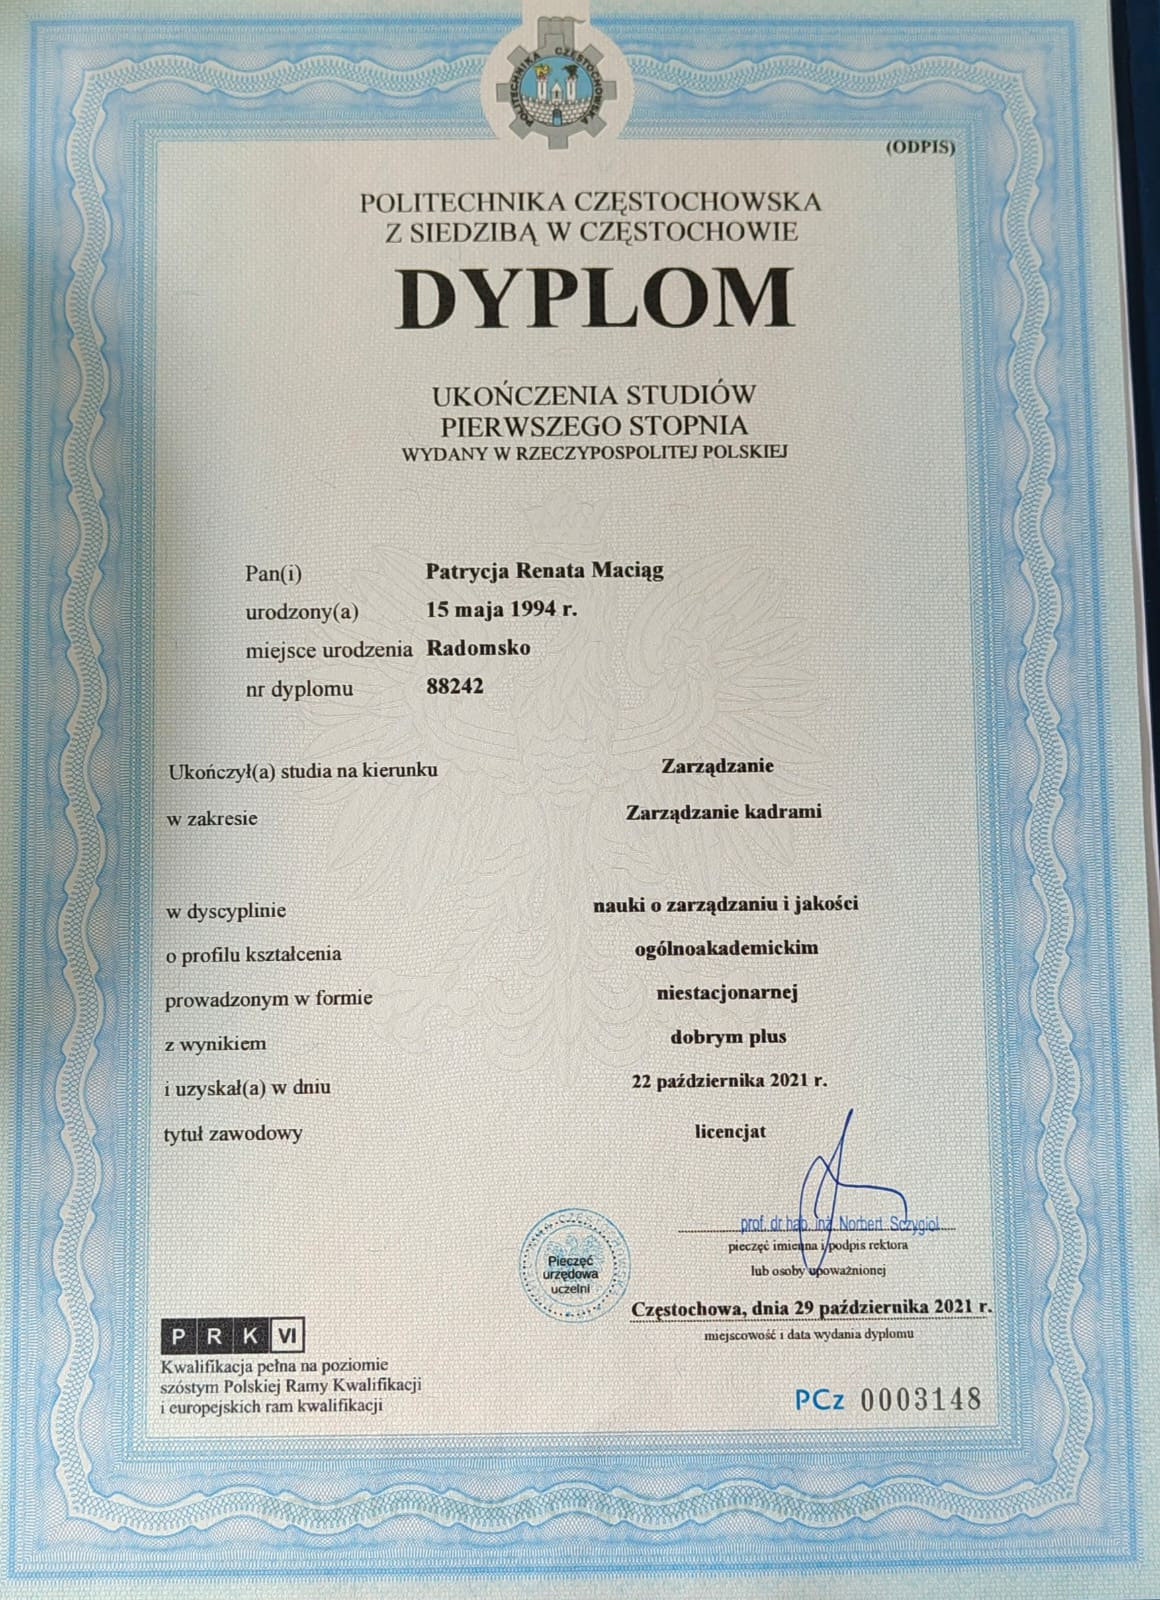 POLITECHNIKA CZĘSTOCHOWSKA
(ODPIS)
POLITECHNIKA CZĘSTOCHOWSKA
Z SIEDZIBĄ W CZĘSTOCHOWIE
DYPLOM
UKOŃCZENIA STUDIÓW
PIERWSZEGO STOPNIA
WYDANY W RZECZYPOSPOLITEJ POLSKIEJ
Pan(i) Patrycja Renata Maciąg
urodzony(a) 15 maja 1994 r.
miejsce urodzenia Radomsko
nr dyplomu 88242
Ukończył(a) studia na kierunku Zarządzanie
w zakresie Zarządzanie kadrami
w dyscyplinie nauki o zarządzaniu i jakości
o profilu kształcenia ogólnoakademickim
prowadzonym w formie niestacjonarnej
z wynikiem dobrym plus
i uzyskał(a) w dniu 22 października 2021 r.
tytuł zawodowy licencjat
prof. dr hab. inż. Norbert Sczygiol
pieczęć imienna i podpis rektora
lub osoby upoważnionej
Pieczęć
urzędowa
uczelni
Częstochowa, dnia 29 października 2021 r.
miejscowość i data wydania dyplomu
P R K VI
Kwalifikacja pełna na poziomie
szóstym Polskiej Ramy Kwalifikacji
i europejskich ram kwalifikacji
PCz 0003148